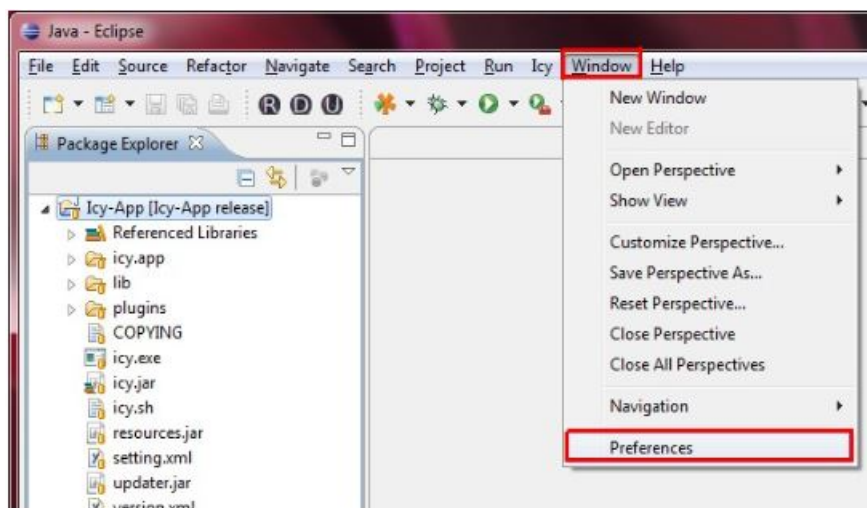 Java - Eclipse
File Edit Source Refactor Navigate Search Project Run Icy Window Help
R D U
Package Explorer
Icy-App [Icy-App release]
Referenced Libraries
icy.app
lib
plugins
COPYING
icy.exe
icy.jar
icy.sh
resources.jar
setting.xml
updater.jar
version.xml
New Window
New Editor
Open Perspective
Show View
Customize Perspective...
Save Perspective As...
Reset Perspective...
Close Perspective
Close All Perspectives
Navigation
Preferences